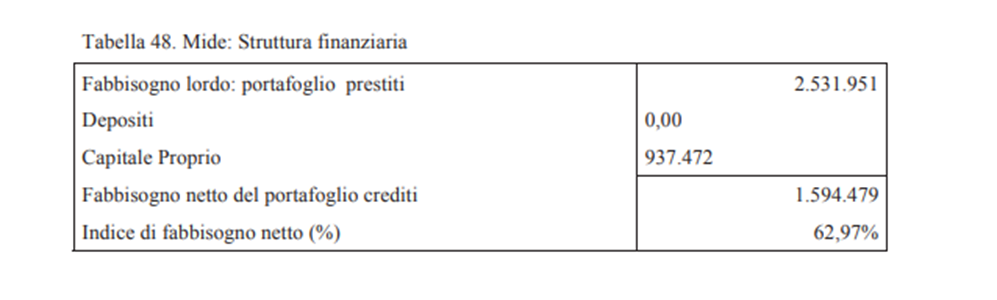 Tabella 48. Mide: Struttura finanziaria
Fabbisogno lordo: portafoglio prestiti 2.531.951
Depositi 0,00
Capitale Proprio 937.472
Fabbisogno netto del portafoglio crediti 1.594.479
Indice di fabbisogno netto (%) 62,97%